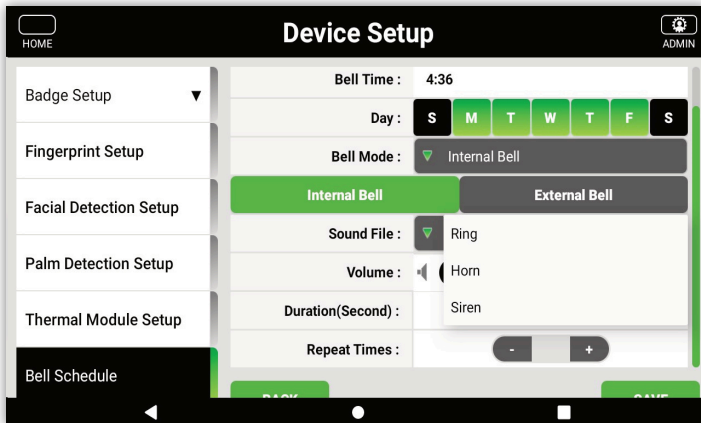 HOME
Device Setup
ADMIN
Badge Setup
Fingerprint Setup
Facial Detection Setup
Palm Detection Setup
Thermal Module Setup
Bell Schedule
Bell Time : 4:36
Day : S M T W T F S
Bell Mode : Internal Bell
Internal Bell External Bell
Sound File :
Ring
Horn
Siren
Volume :
Duration(Second) :
Repeat Times : - +
BACK SAVE